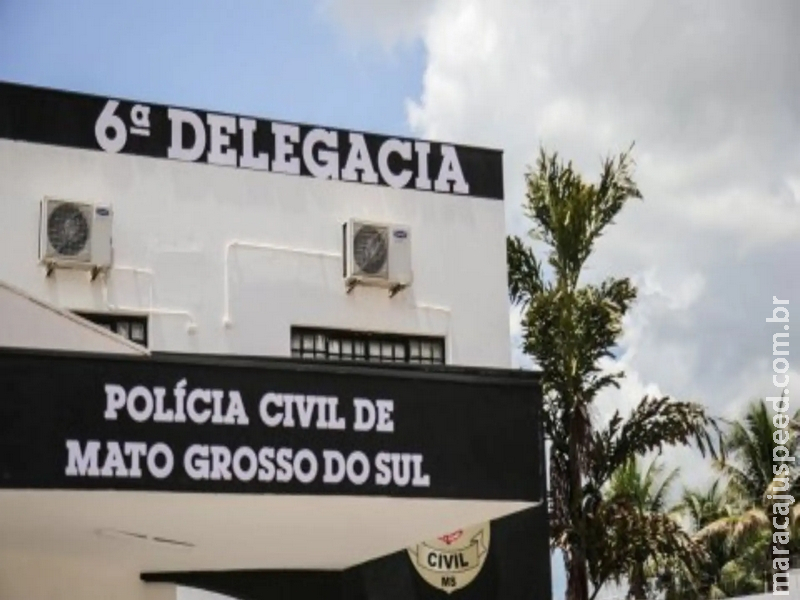 6ª DELEGACIA
POLÍCIA CIVIL DE
MATO GROSSO DO SUL
CIVIL
MS
maracajuspeed.com.br